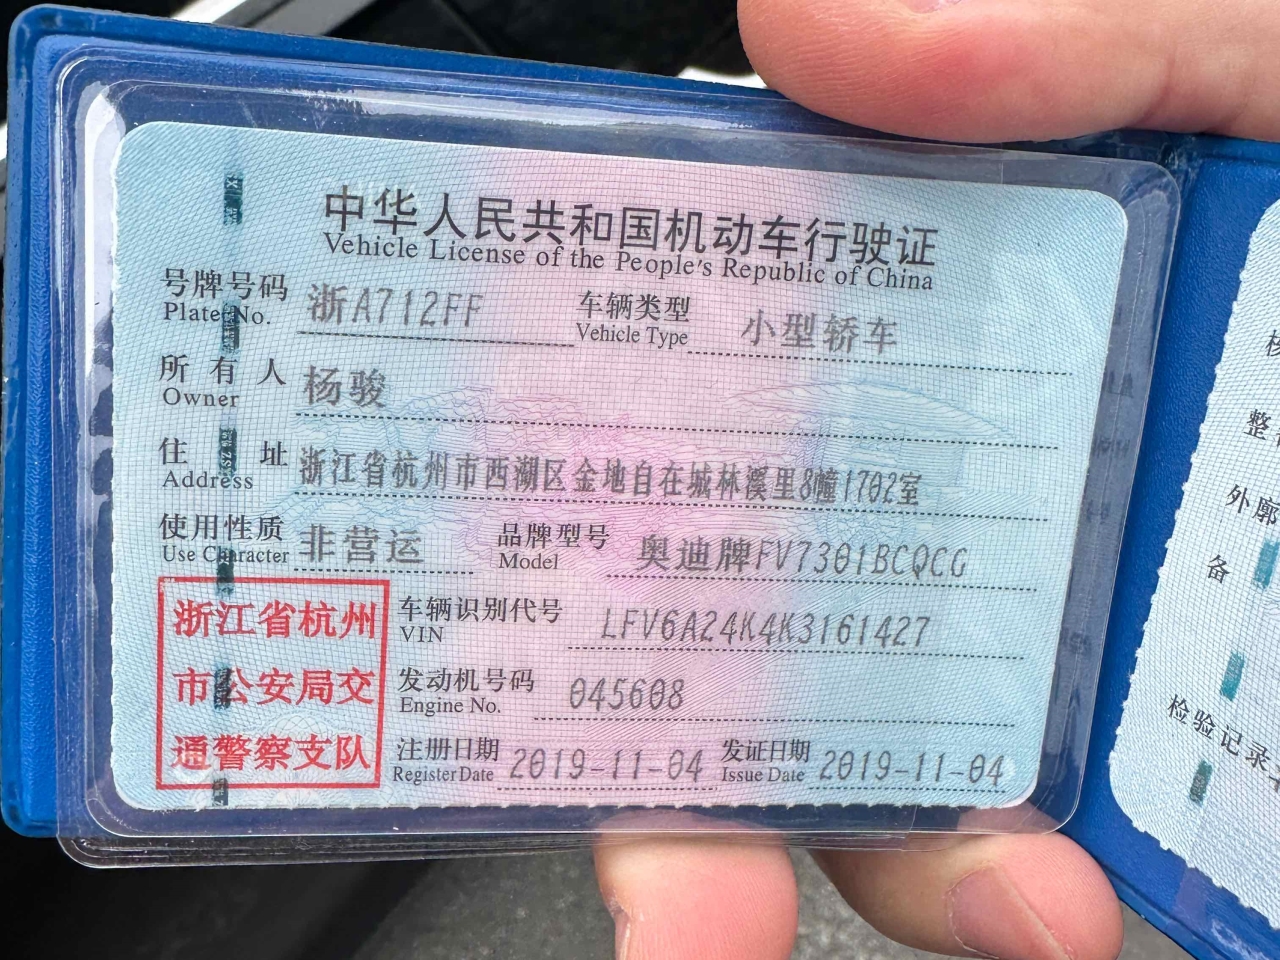 中华人民共和国机动车行驶证
Vehicle License of the People's Republic of China
号牌号码 浙A712FF 车辆类型 小型轿车
Plate No. Vehicle Type
所有人 杨骏
Owner
住址 浙江省杭州市西湖区金地自在城林溪里8幢1702室
Address
使用性质 非营运 品牌型号 奥迪牌FV7301BCQCG
Use Character Model
浙江省杭州
市公安局交
通警察支队
车辆识别代号 LFV6A24K4K3161427
VIN
发动机号码 045608
Engine No.
注册日期 2019-11-04 发证日期 2019-11-04
Register Date Issue Date
整
外廓
备
检验记录